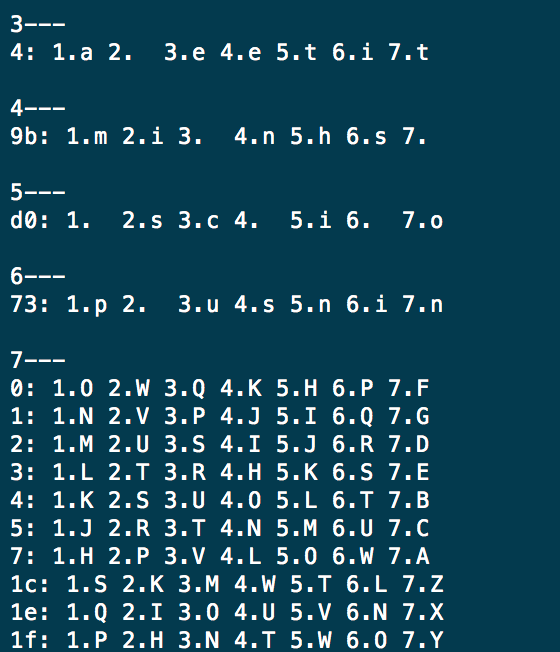 3---
4: 1.a 2.  3.e 4.e 5.t 6.i 7.t
4---
9b: 1.m 2.i 3.  4.n 5.h 6.s 7.
5---
d0: 1.  2.s 3.c 4.  5.i 6.  7.o
6---
73: 1.p 2.  3.u 4.s 5.n 6.i 7.n
7---
0: 1.O 2.W 3.Q 4.K 5.H 6.P 7.F
1: 1.N 2.V 3.P 4.J 5.I 6.Q 7.G
2: 1.M 2.U 3.S 4.I 5.J 6.R 7.D
3: 1.L 2.T 3.R 4.H 5.K 6.S 7.E
4: 1.K 2.S 3.U 4.O 5.L 6.T 7.B
5: 1.J 2.R 3.T 4.N 5.M 6.U 7.C
7: 1.H 2.P 3.V 4.L 5.O 6.W 7.A
1c: 1.S 2.K 3.M 4.W 5.T 6.L 7.Z
1e: 1.Q 2.I 3.O 4.U 5.V 6.N 7.X
1f: 1.P 2.H 3.N 4.T 5.W 6.O 7.Y